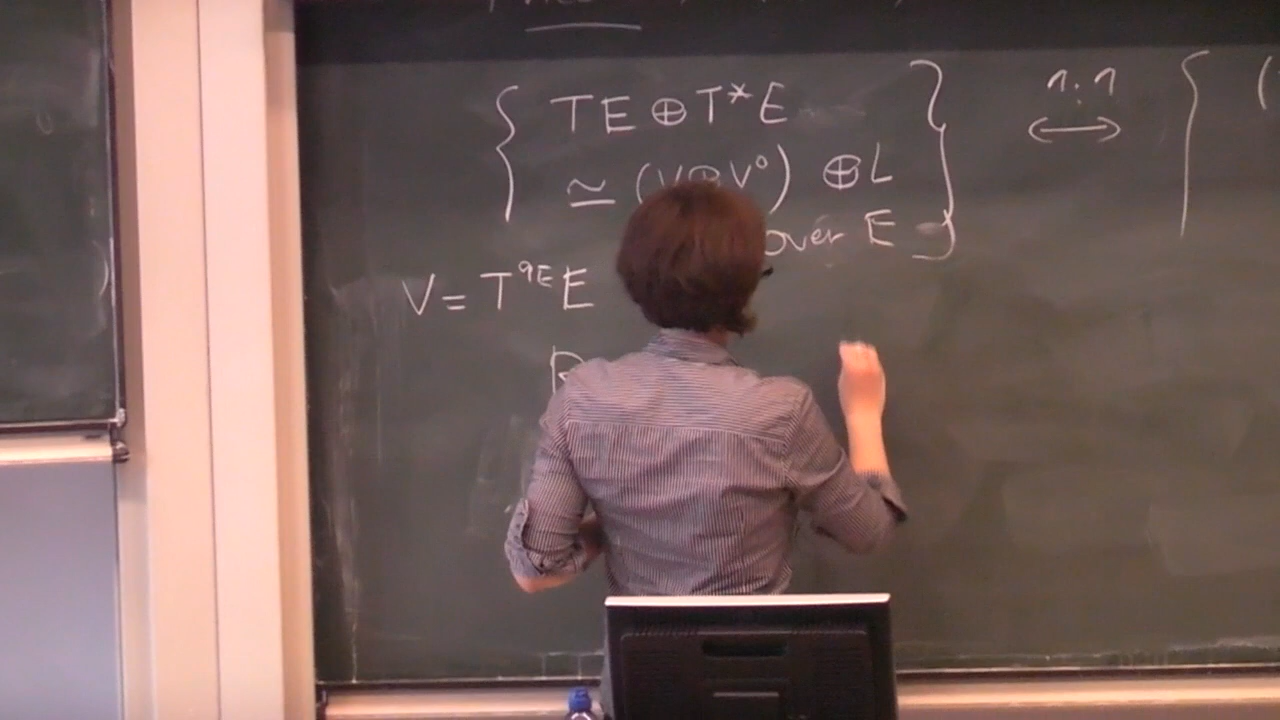 { TE ⊕ T*E }
≃ (V ⊕ V°) ⊕ L
over E
1:1
↔
{ (
V = T^{qE} E